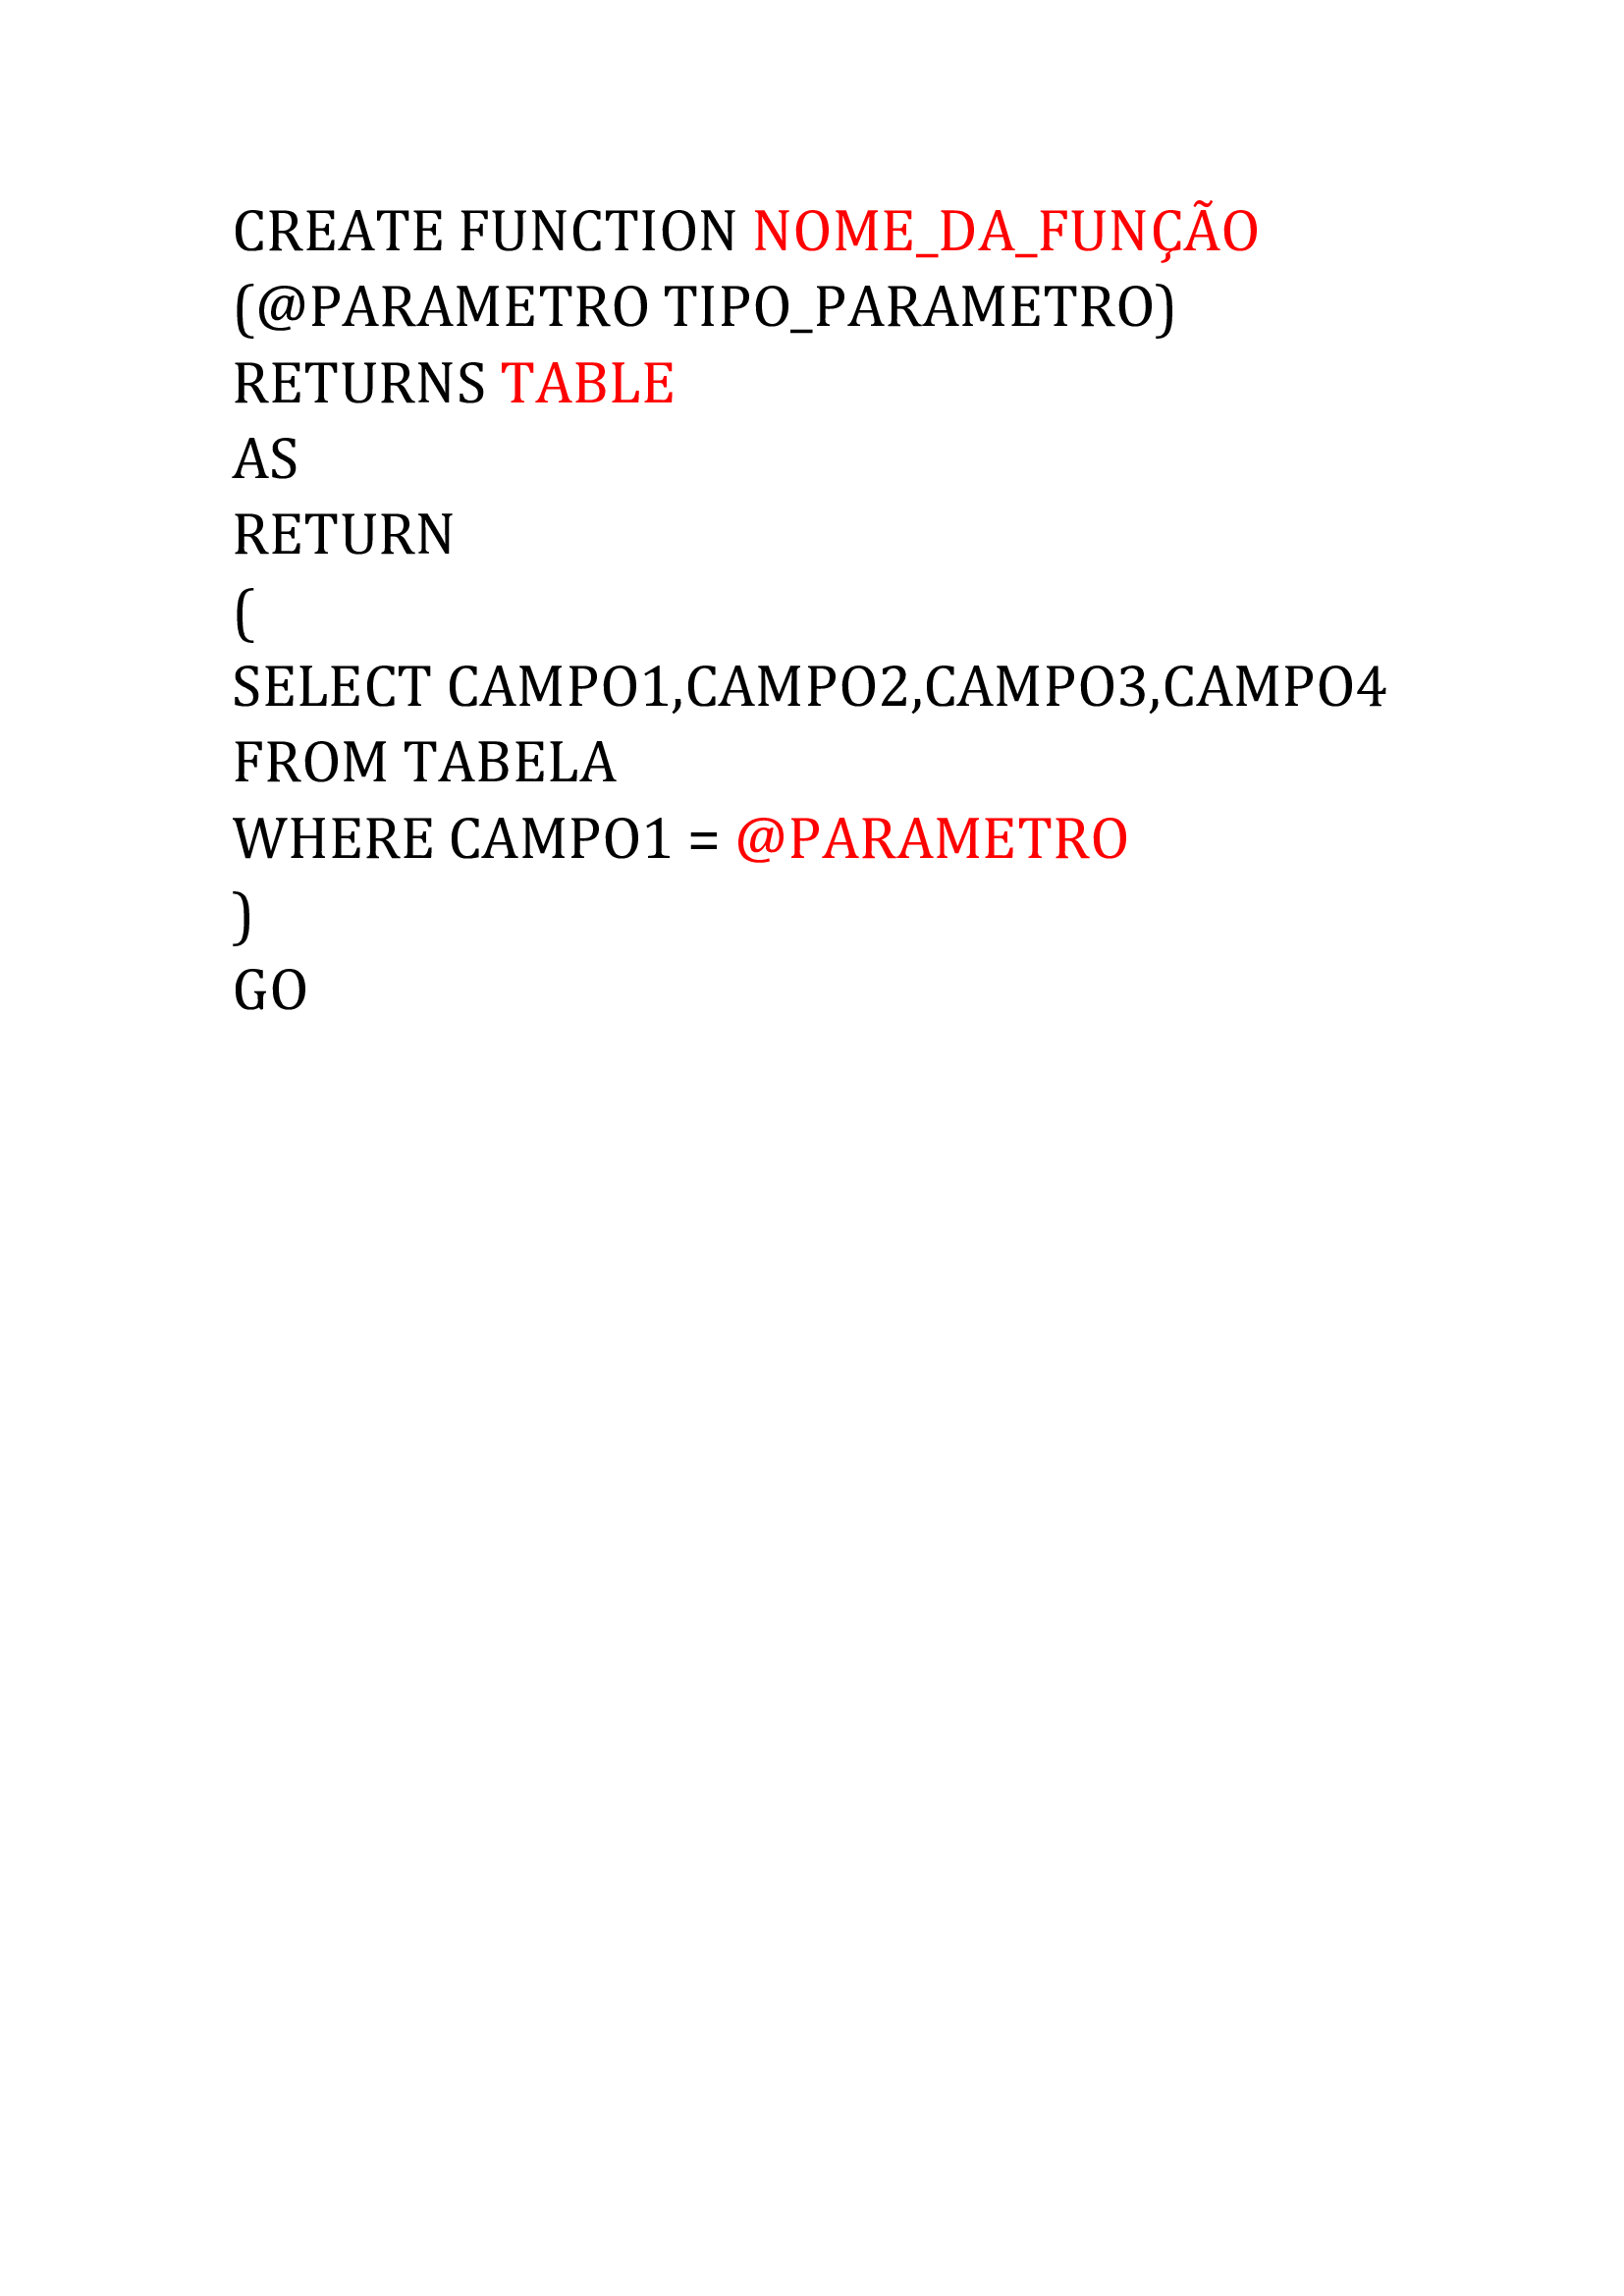 CREATE FUNCTION NOME_DA_FUNÇÃO
(@PARAMETRO TIPO_PARAMETRO)
RETURNS TABLE
AS
RETURN
(
SELECT CAMPO1,CAMPO2,CAMPO3,CAMPO4
FROM TABELA
WHERE CAMPO1 = @PARAMETRO
)
GO